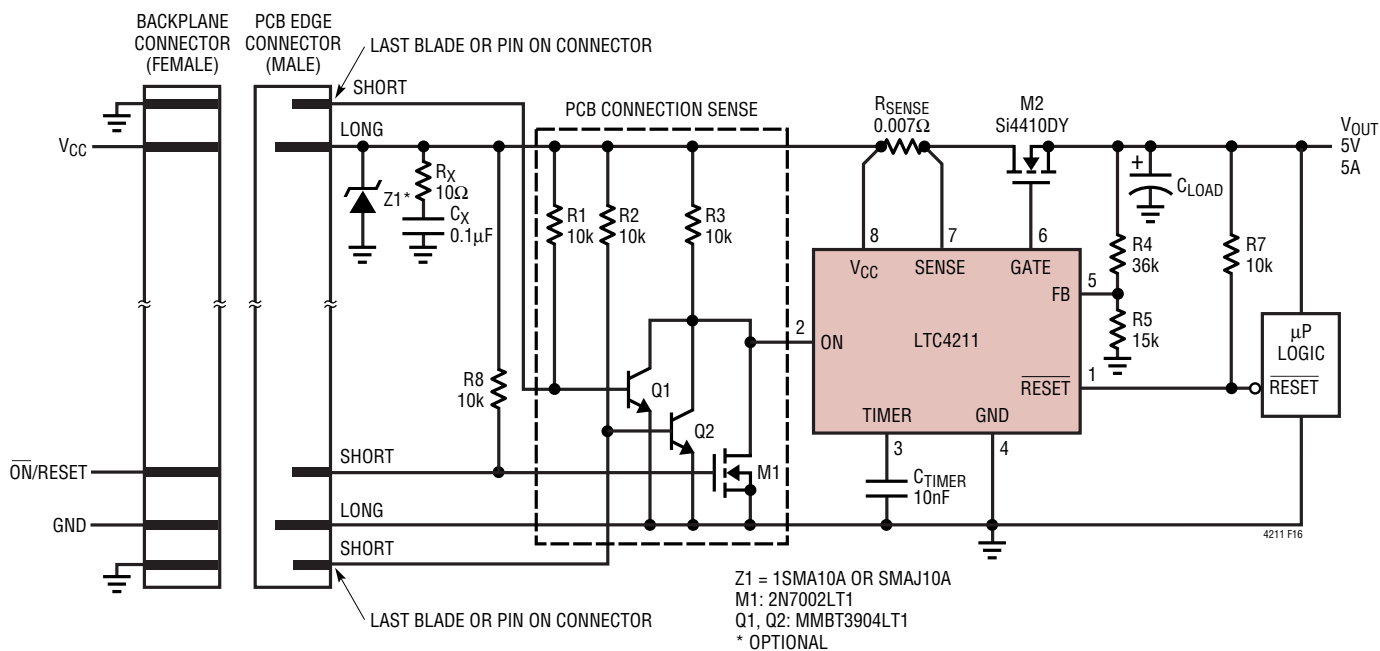 BACKPLANE
CONNECTOR
(FEMALE)
PCB EDGE
CONNECTOR
(MALE)
LAST BLADE OR PIN ON CONNECTOR
SHORT
LONG
VCC
Z1*
RX
10Ω
CX
0.1µF
PCB CONNECTION SENSE
R1
10k
R2
10k
R3
10k
RSENSE
0.007Ω
M2
Si4410DY
VOUT
5V
5A
CLOAD
+
8
7
6
VCC
SENSE
GATE
5
FB
R4
36k
R5
15k
R7
10k
2
ON
LTC4211
1
RESET
µP
LOGIC
RESET
TIMER
GND
3
4
CTIMER
10nF
R8
10k
Q1
Q2
M1
ON/RESET
SHORT
GND
LONG
SHORT
LAST BLADE OR PIN ON CONNECTOR
4211 F16
Z1 = 1SMA10A OR SMAJ10A
M1: 2N7002LT1
Q1, Q2: MMBT3904LT1
* OPTIONAL